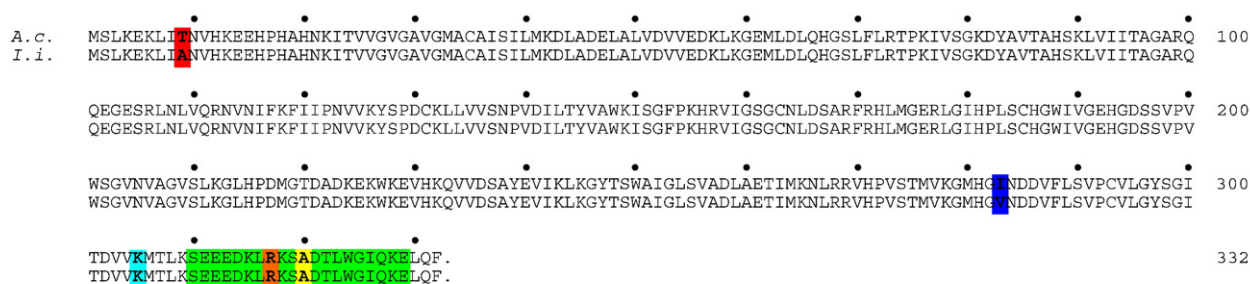 A.c. MSLKEKLITNVHKEEHPHAHNKITVVGVGAVGMACAISILMKDLADELALVDVVEDKLKGEMLDLQHGSLFLRTPKIVSGKDYAVTAHSKLVIITAGARQ 100
I.i. MSLKEKLIANVHKEEHPHAHNKITVVGVGAVGMACAISILMKDLADELALVDVVEDKLKGEMLDLQHGSLFLRTPKIVSGKDYAVTAHSKLVIITAGARQ
QEGESRLNLVQRNVNIFKFIIPNVVKYSPDCKLLVVSNPVDILTYVAWKISGFPKHRVIGSGCNLDSARFRHLMGERLGIHPLSCHGWIVGEHGDSSVPV 200
QEGESRLNLVQRNVNIFKFIIPNVVKYSPDCKLLVVSNPVDILTYVAWKISGFPKHRVIGSGCNLDSARFRHLMGERLGIHPLSCHGWIVGEHGDSSVPV
WSGVNVAGVSLKGLHPDMGTDADKEKWKEVHKQVVDSAYEVIKLKGYTSWAIGLSVADLAETIMKNLRRVHPVSTMVKGMHGINDDVFLSVPCVLGYSGI 300
WSGVNVAGVSLKGLHPDMGTDADKEKWKEVHKQVVDSAYEVIKLKGYTSWAIGLSVADLAETIMKNLRRVHPVSTMVKGMHGVNDDVFLSVPCVLGYSGI
TDVVKMTLKSEEEDKLRKSADTLWGIQKELQF. 332
TDVVKMTLKSEEEDKLRKSADTLWGIQKELQF.